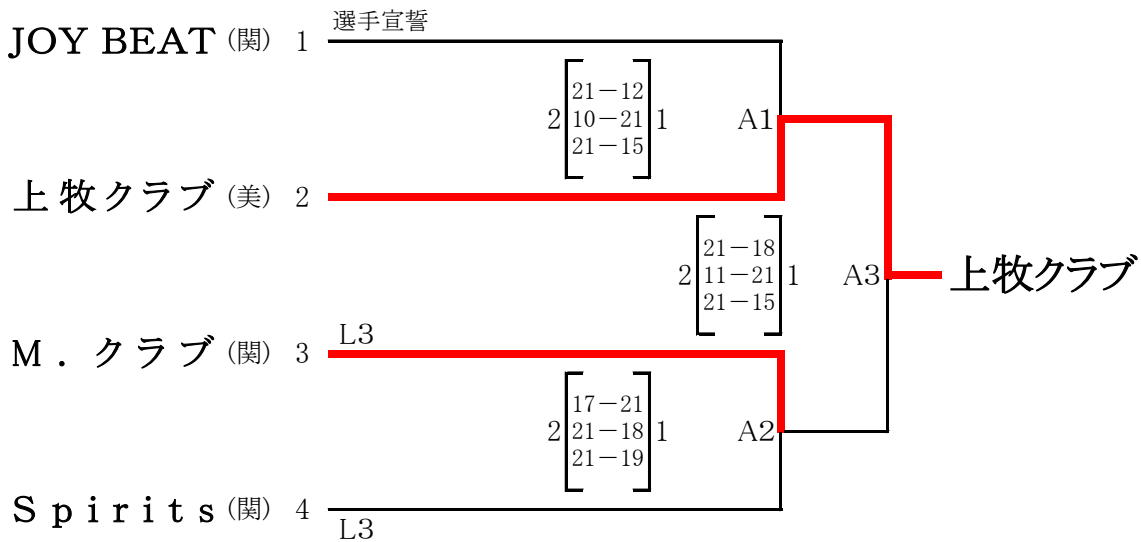 選手宣誓
JOY BEAT (関) 1
21－12
2 10－21 1 A1
21－15
上牧クラブ (美) 2
21－18
2 11－21 1 A3 上牧クラブ
21－15
L3
M．クラブ (関) 3
17－21
2 21－18 1 A2
21－19
Spirits (関) 4
L3